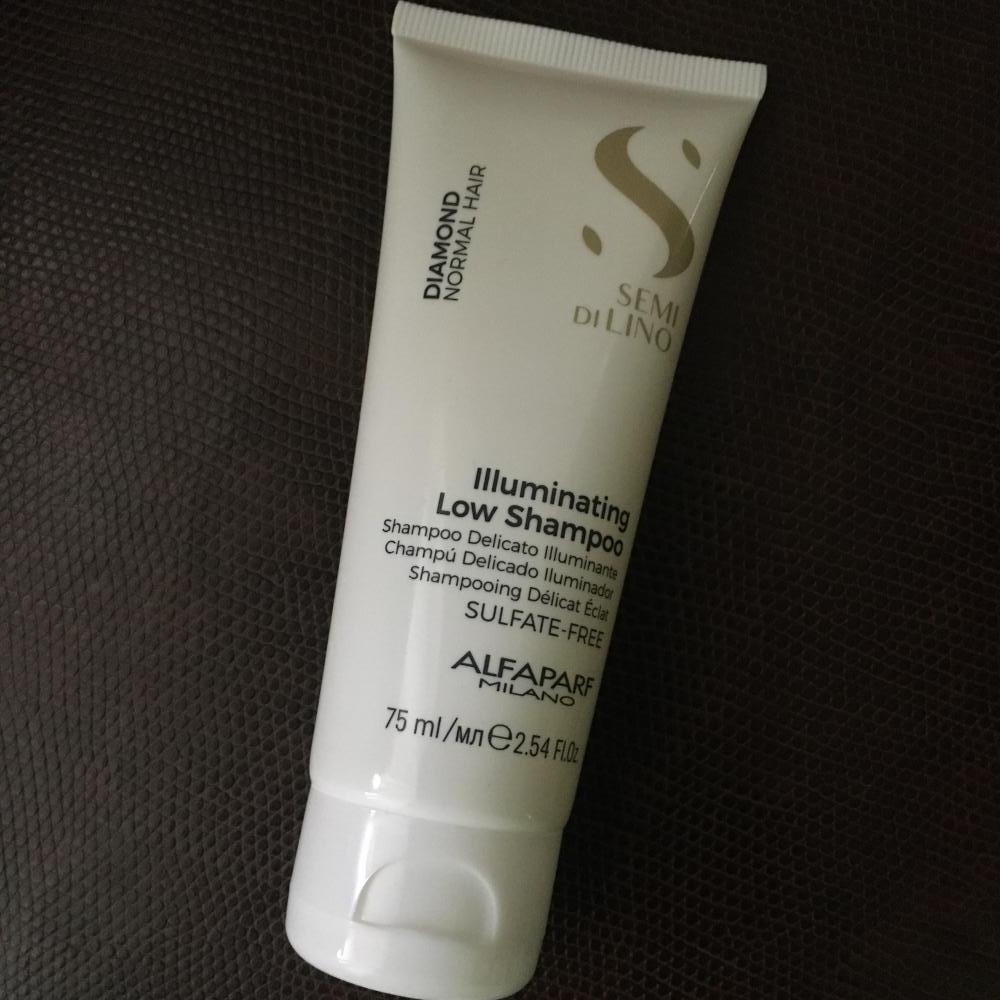 DIAMOND
NORMAL HAIR
SEMI
DI LINO
Illuminating
Low Shampoo
Shampoo Delicato Illuminante
Champú Delicado Iluminador
Shampooing Délicat Éclat
SULFATE-FREE
ALFAPARF
MILANO
75 ml/мл℮2.54 Fl.Oz.